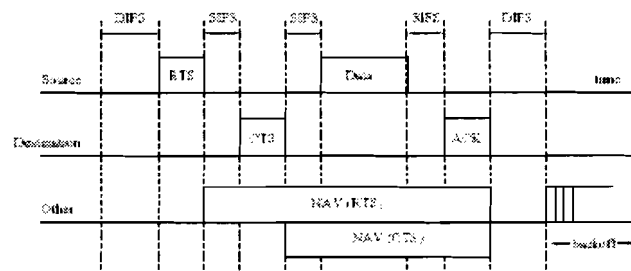 DIFS SIFS SIFS SIFS DIFS
RTS Data
Source time
CTS ACK
Destination
NAV (RTS)
Other
NAV (CTS) backoff